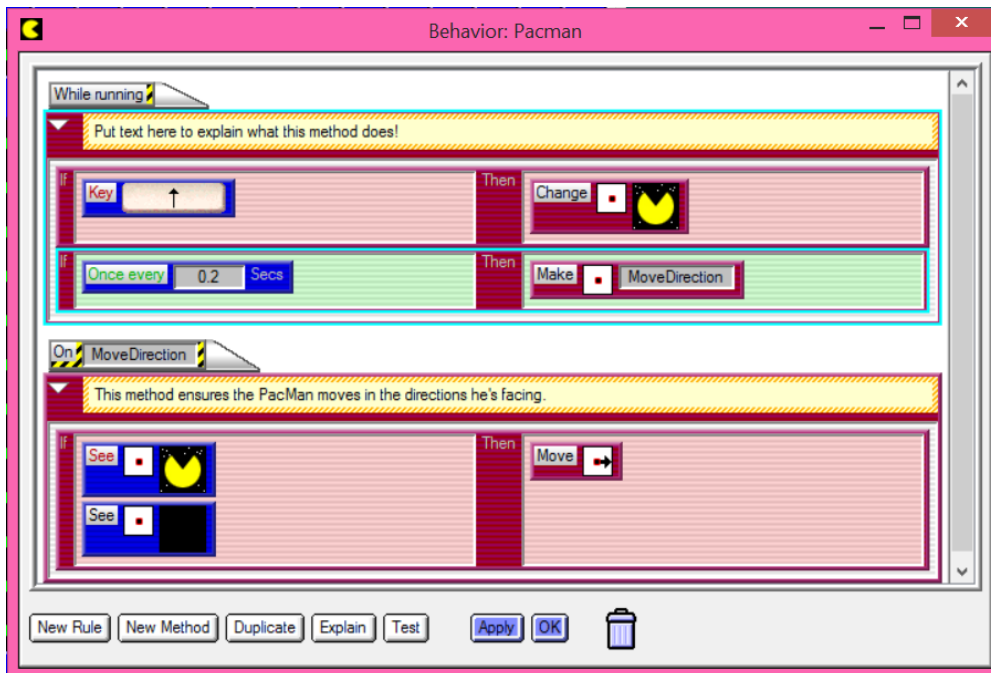 Behavior: Pacman
While running
Put text here to explain what this method does!
If Key ↑ Then Change
If Once every 0.2 Secs Then Make MoveDirection
On MoveDirection
This method ensures the PacMan moves in the directions he's facing.
If See Then Move
See
New Rule New Method Duplicate Explain Test Apply OK